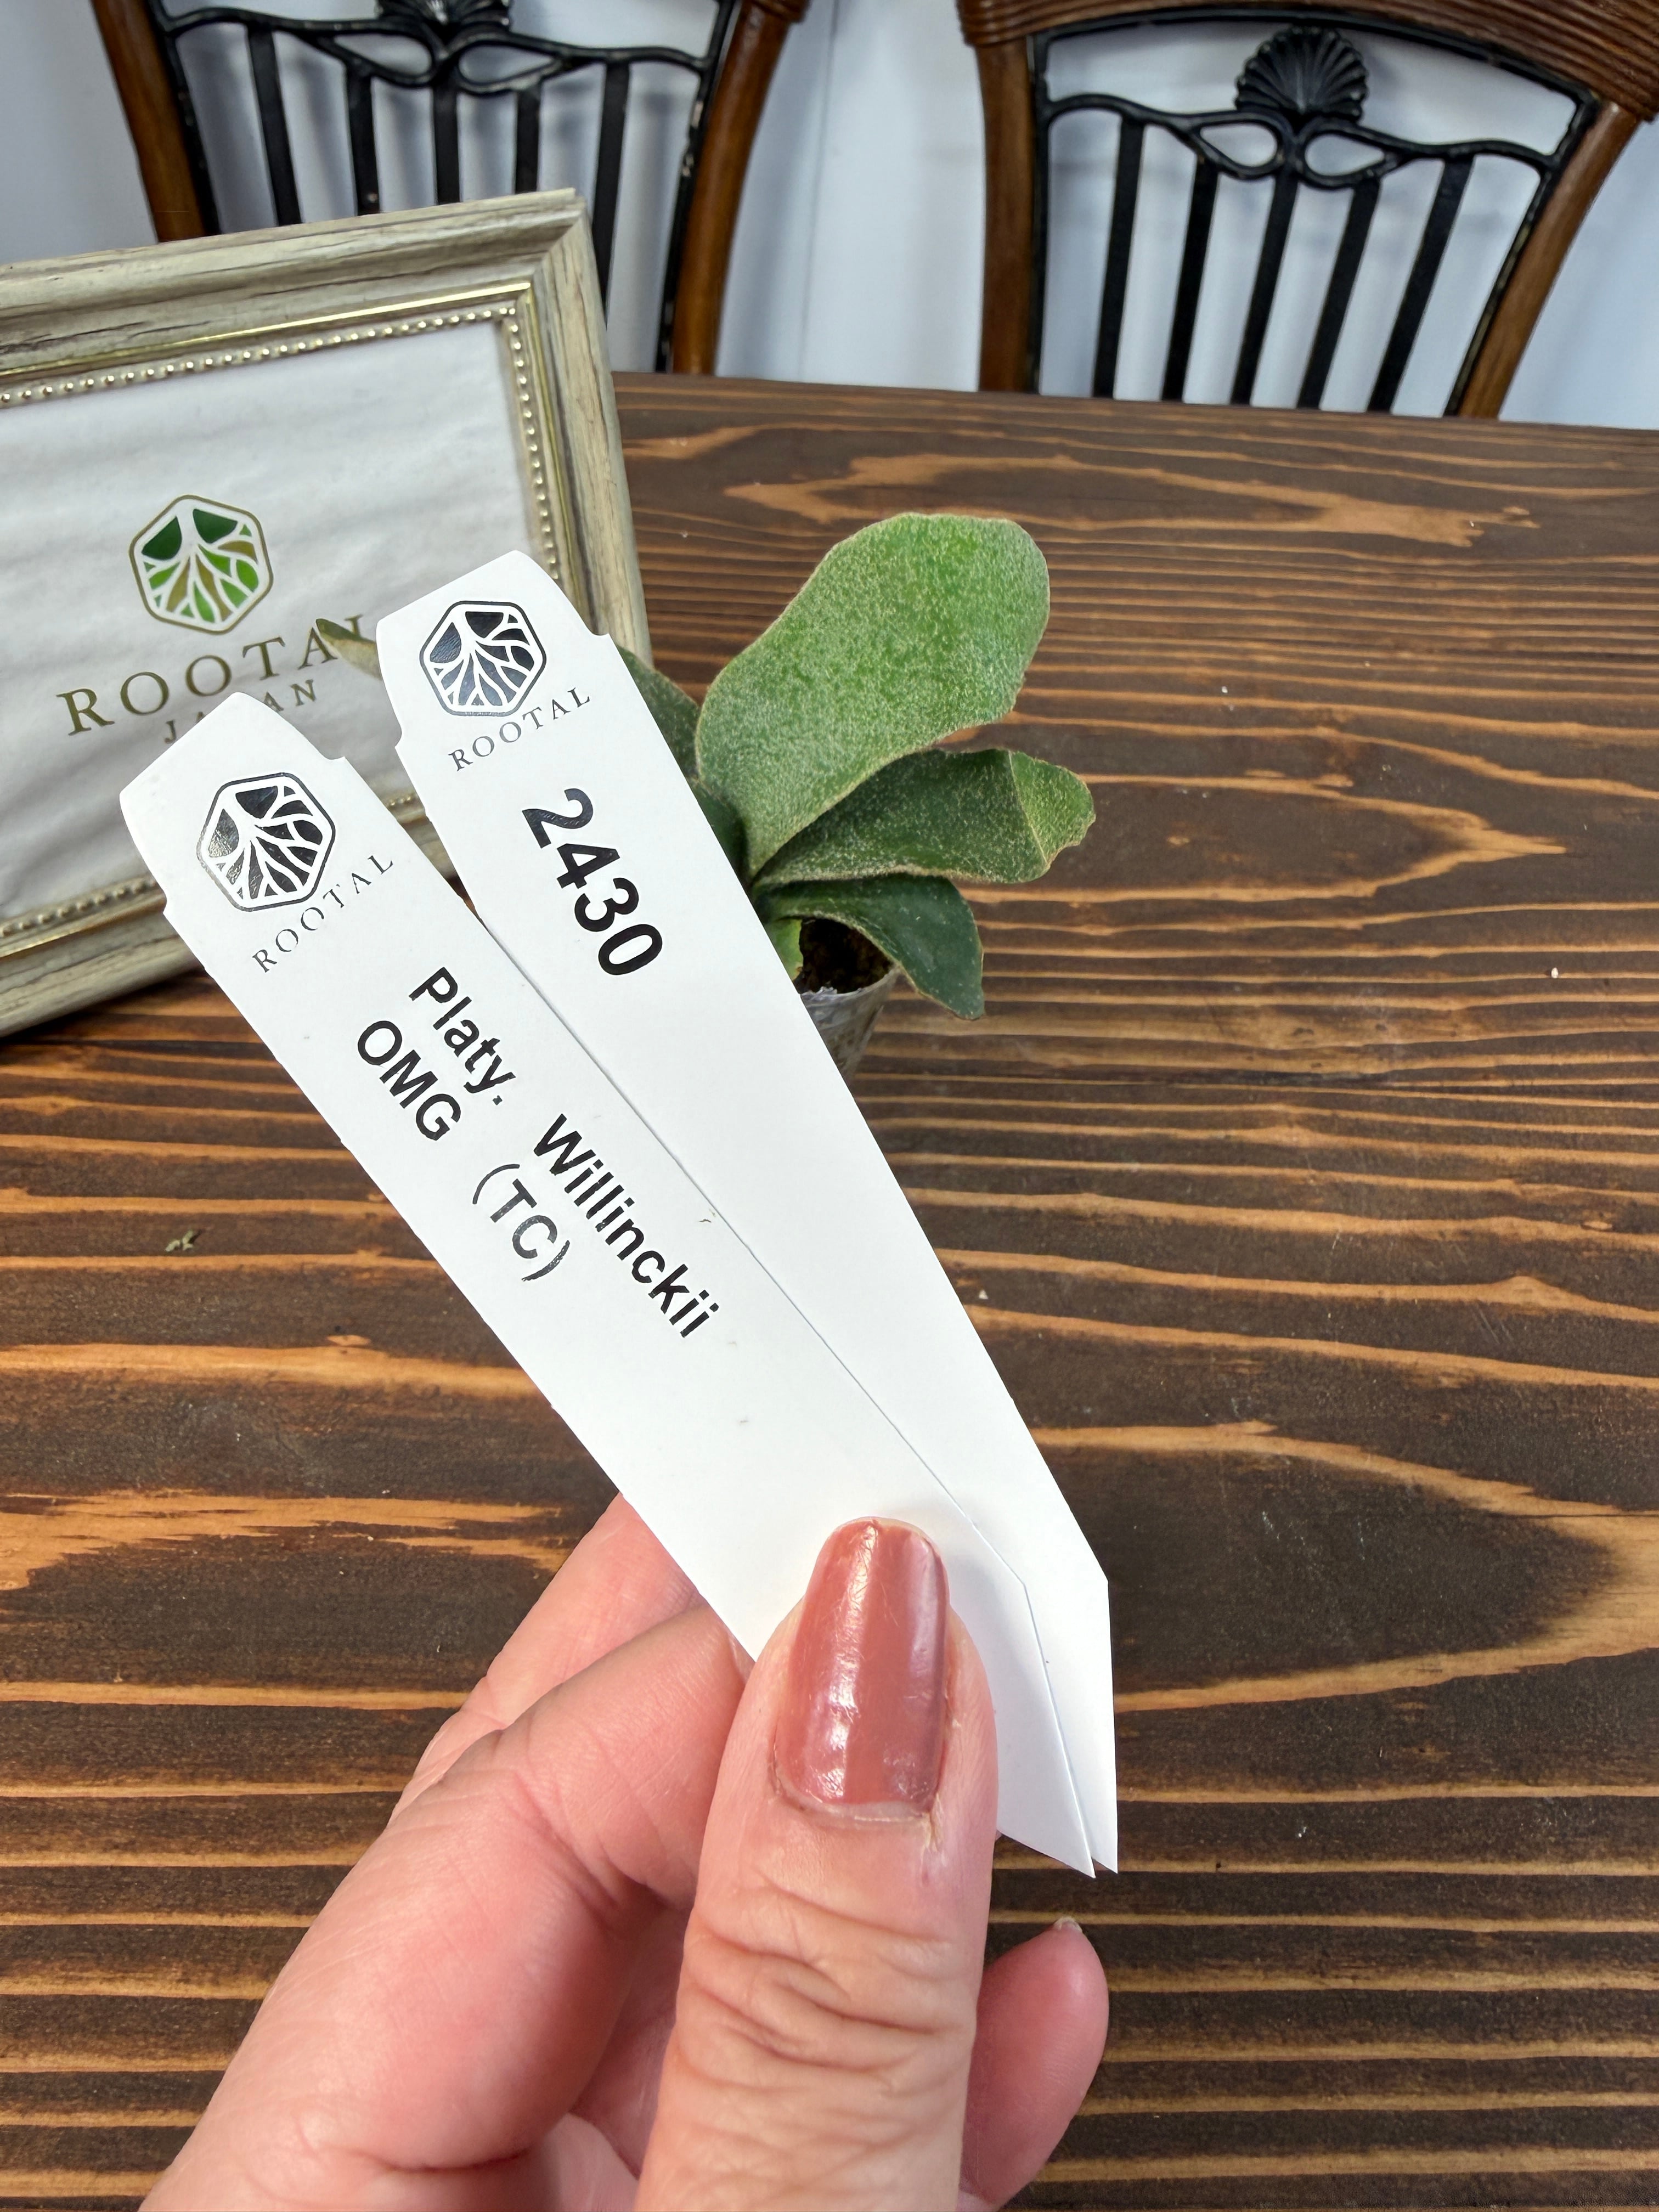 ROOTAL
JAPAN
ROOTAL
2430
ROOTAL
Platy. Willinckii
OMG (TC)